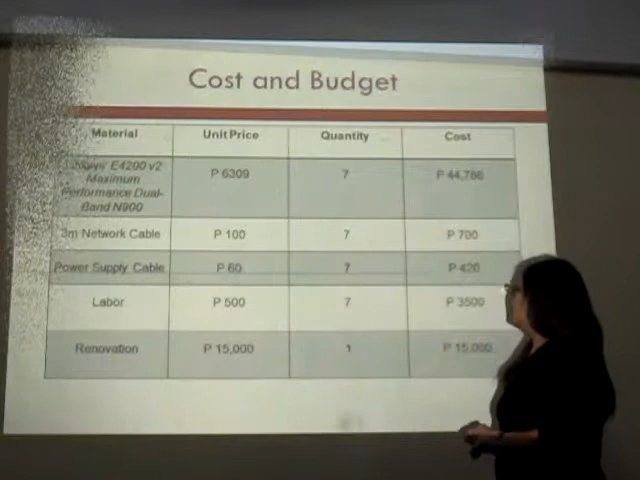 Cost and Budget
Material Unit Price Quantity Cost
E4200 v2 P 6309 7 P 44,786
Maximum
Performance Dual-
Band N900
3m Network Cable P 100 7 P 700
Power Supply Cable P 60 7 P 420
Labor P 500 7 P 3500
Renovation P 15,000 1 P 15,000